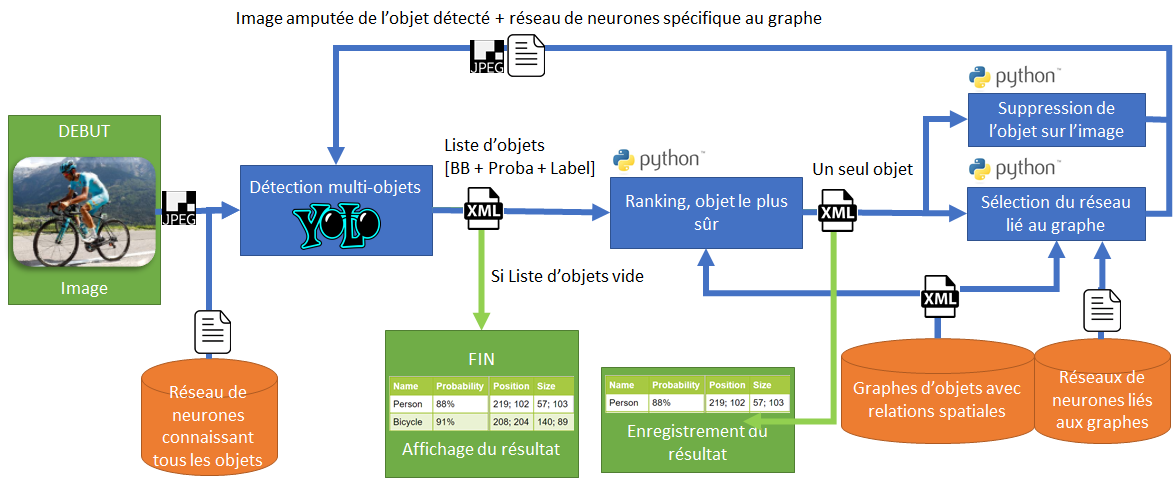 Image amputée de l’objet détecté + réseau de neurones spécifique au graphe
JPEG
python™
Suppression de
l’objet sur l’image
DEBUT
Image
JPEG
Détection multi-objets
YOLO
Liste d’objets
[BB + Proba + Label]
XML
python™
Ranking, objet le plus
sûr
Un seul objet
XML
python™
Sélection du réseau
lié au graphe
Si Liste d’objets vide
XML
Réseau de
neurones
connaissant
tous les objets
FIN
Name Probability Position Size
Person 88% 219; 102 57; 103
Bicycle 91% 208; 204 140; 89
Affichage du résultat
Name Probability Position Size
Person 88% 219; 102 57; 103
Enregistrement du
résultat
Graphes d’objets avec
relations spatiales
Réseaux de
neurones liés
aux graphes